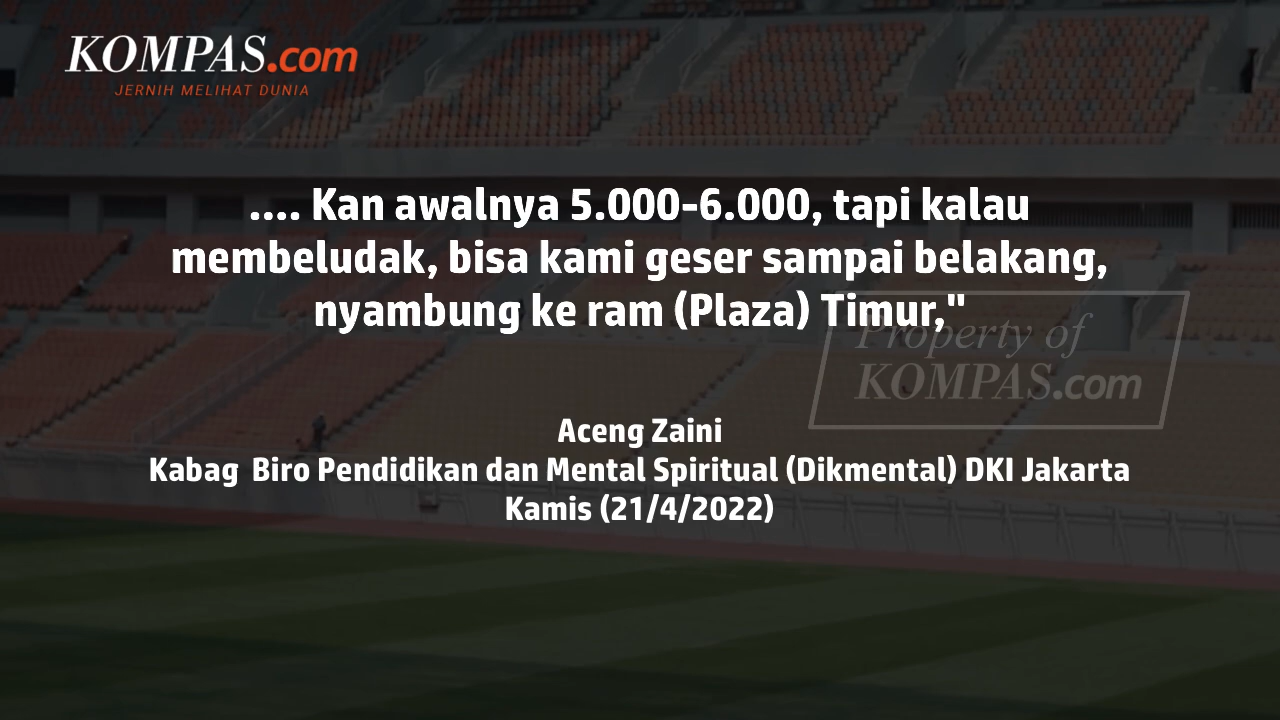 KOMPAS.com
JERNIH MELIHAT DUNIA
.... Kan awalnya 5.000-6.000, tapi kalau
membeludak, bisa kami geser sampai belakang,
nyambung ke ram (Plaza) Timur,"
Property of
KOMPAS.com
Aceng Zaini
Kabag  Biro Pendidikan dan Mental Spiritual (Dikmental) DKI Jakarta
Kamis (21/4/2022)